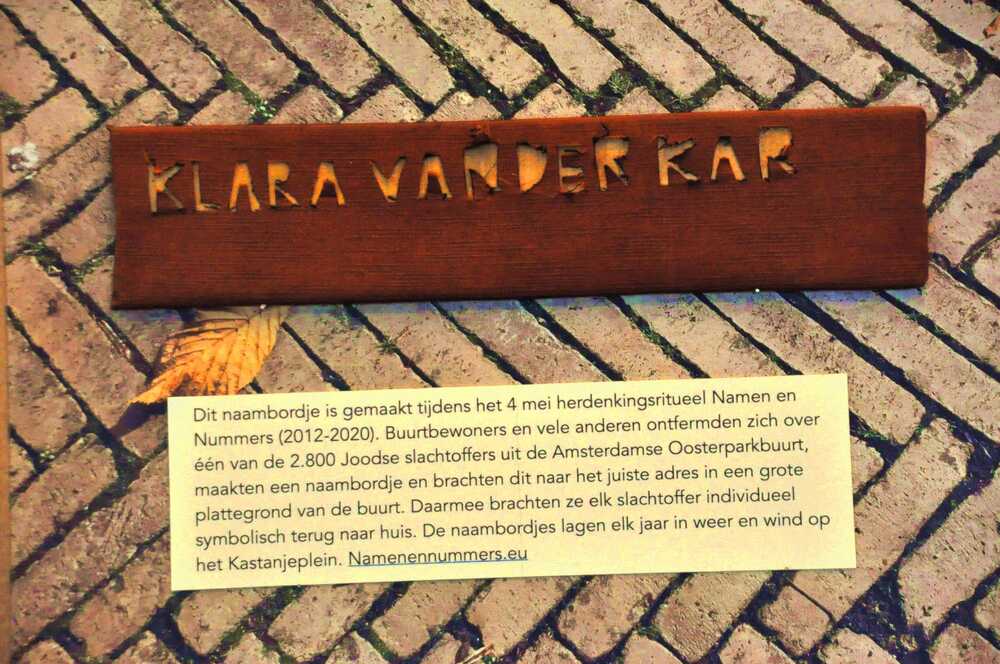 KLARA VAN DER KAR
Dit naambordje is gemaakt tijdens het 4 mei herdenkingsritueel Namen en
Nummers (2012-2020). Buurtbewoners en vele anderen ontfermden zich over
één van de 2.800 Joodse slachtoffers uit de Amsterdamse Oosterparkbuurt,
maakten een naambordje en brachten dit naar het juiste adres in een grote
plattegrond van de buurt. Daarmee brachten ze elk slachtoffer individueel
symbolisch terug naar huis. De naambordjes lagen elk jaar in weer en wind op
het Kastanjeplein. Namenennummers.eu